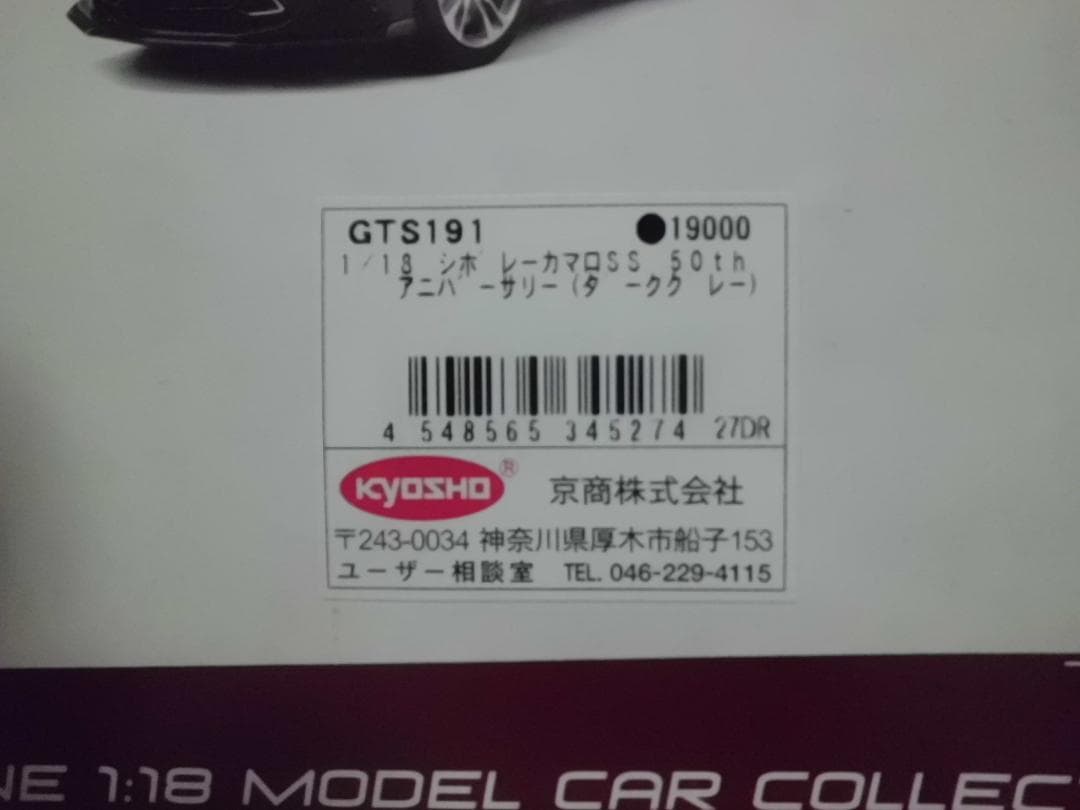 GTS191 ●19000
1/18 シボレーカマロSS 50th
アニバーサリー(ダークグレー)
4 548565 345274 27DR
KYOSHO® 京商株式会社
〒243-0034 神奈川県厚木市船子153
ユーザー相談室 TEL. 046-229-4115
NE 1:18 MODEL CAR COLLEC